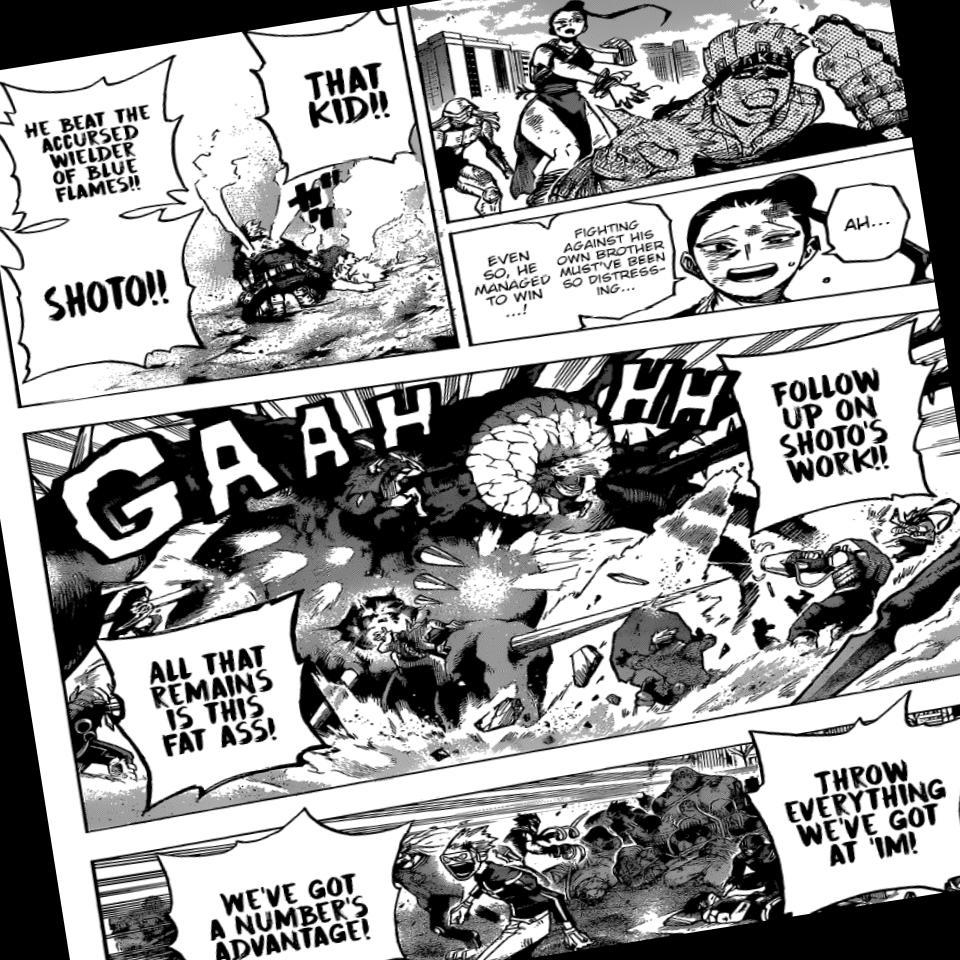 THAT
KID!!
HE BEAT THE
ACCURSED
WIELDER
OF BLUE
FLAMES!!
SHOTO!!
AH...
FIGHTING
AGAINST HIS
OWN BROTHER
MUST'VE BEEN
SO DISTRESS-
ING...
EVEN
SO, HE
MANAGED
TO WIN
...!
GAAHHH
FOLLOW
UP ON
SHOTO'S
WORK!!
ALL THAT
REMAINS
IS THIS
FAT ASS!
THROW
EVERYTHING
WE'VE GOT
AT 'IM!
WE'VE GOT
A NUMBER'S
ADVANTAGE!